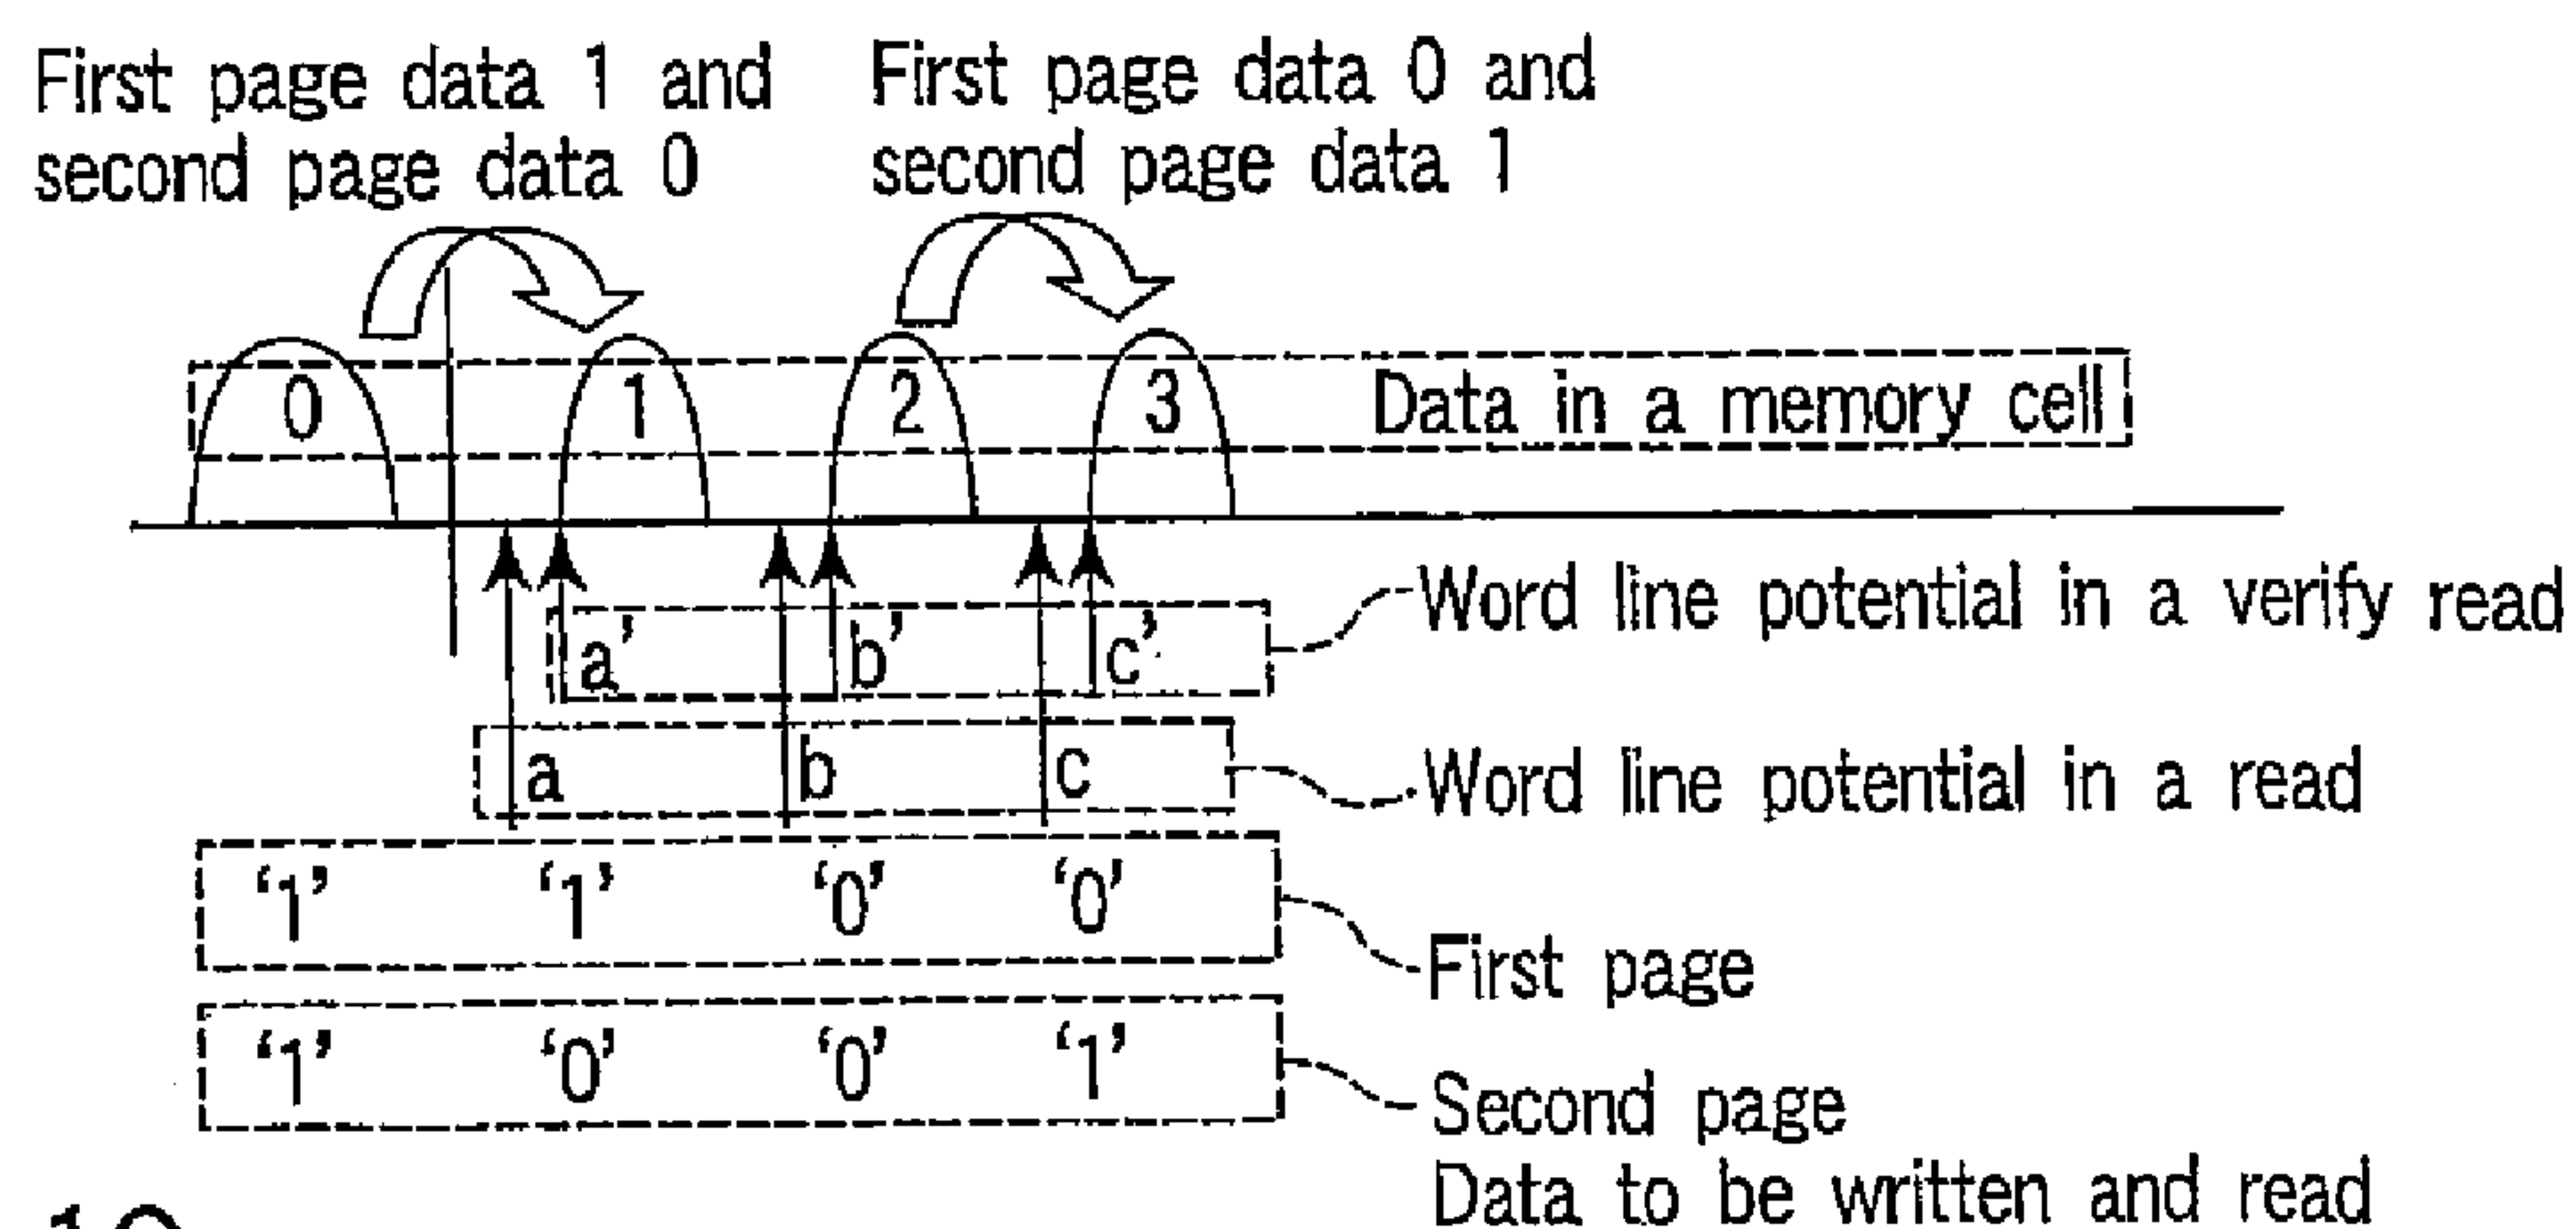 First page data 1 and
second page data 0
First page data 0 and
second page data 1
0 1 2 3 Data in a memory cell
a' b' c' Word line potential in a verify read
a b c Word line potential in a read
‘1’ ‘1’ ‘0’ ‘0’
First page
‘1’ ‘0’ ‘0’ ‘1’
Second page
Data to be written and read